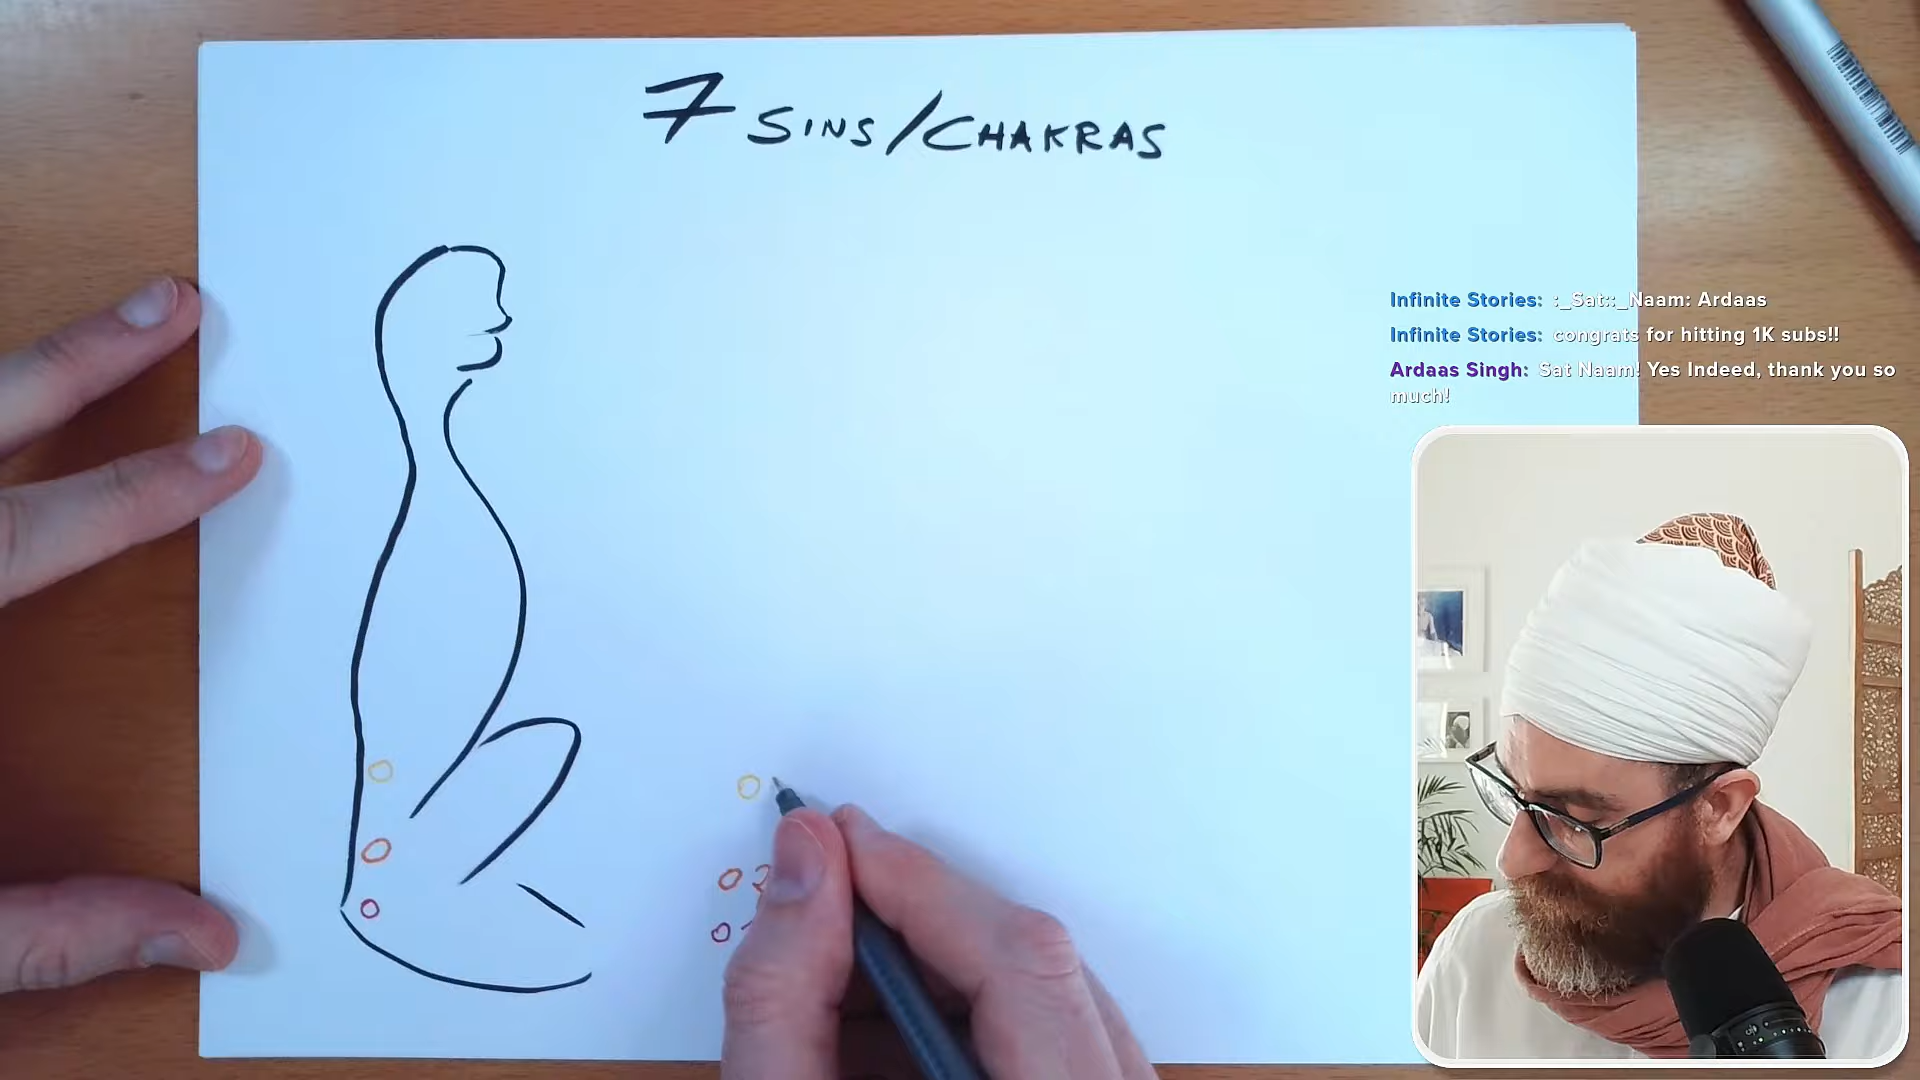 7 SINS/CHAKRAS
Infinite Stories: :_Sat::_Naam: Ardaas
Infinite Stories: congrats for hitting 1K subs!!
Ardaas Singh: Sat Naam! Yes Indeed, thank you so
much!
2